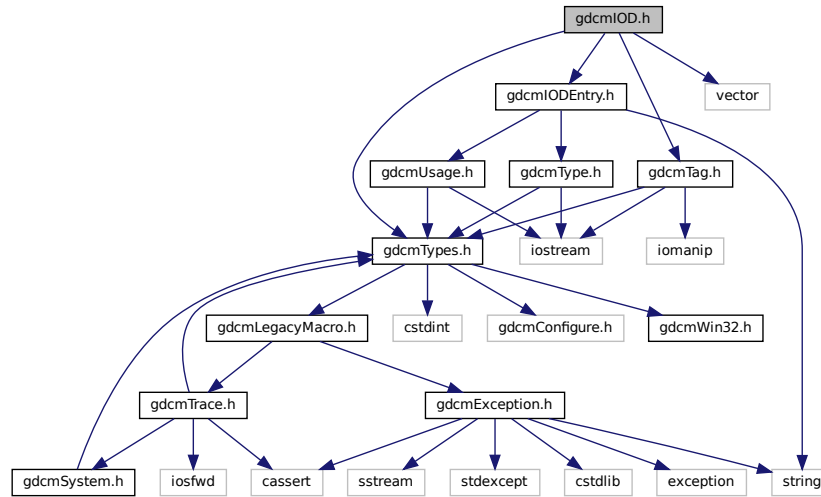 gdcmIOD.h
gdcmIODEntry.h
vector
gdcmUsage.h
gdcmType.h
gdcmTag.h
gdcmTypes.h
iostream
iomanip
gdcmLegacyMacro.h
cstdint
gdcmConfigure.h
gdcmWin32.h
gdcmTrace.h
gdcmException.h
gdcmSystem.h
iosfwd
cassert
sstream
stdexcept
cstdlib
exception
string